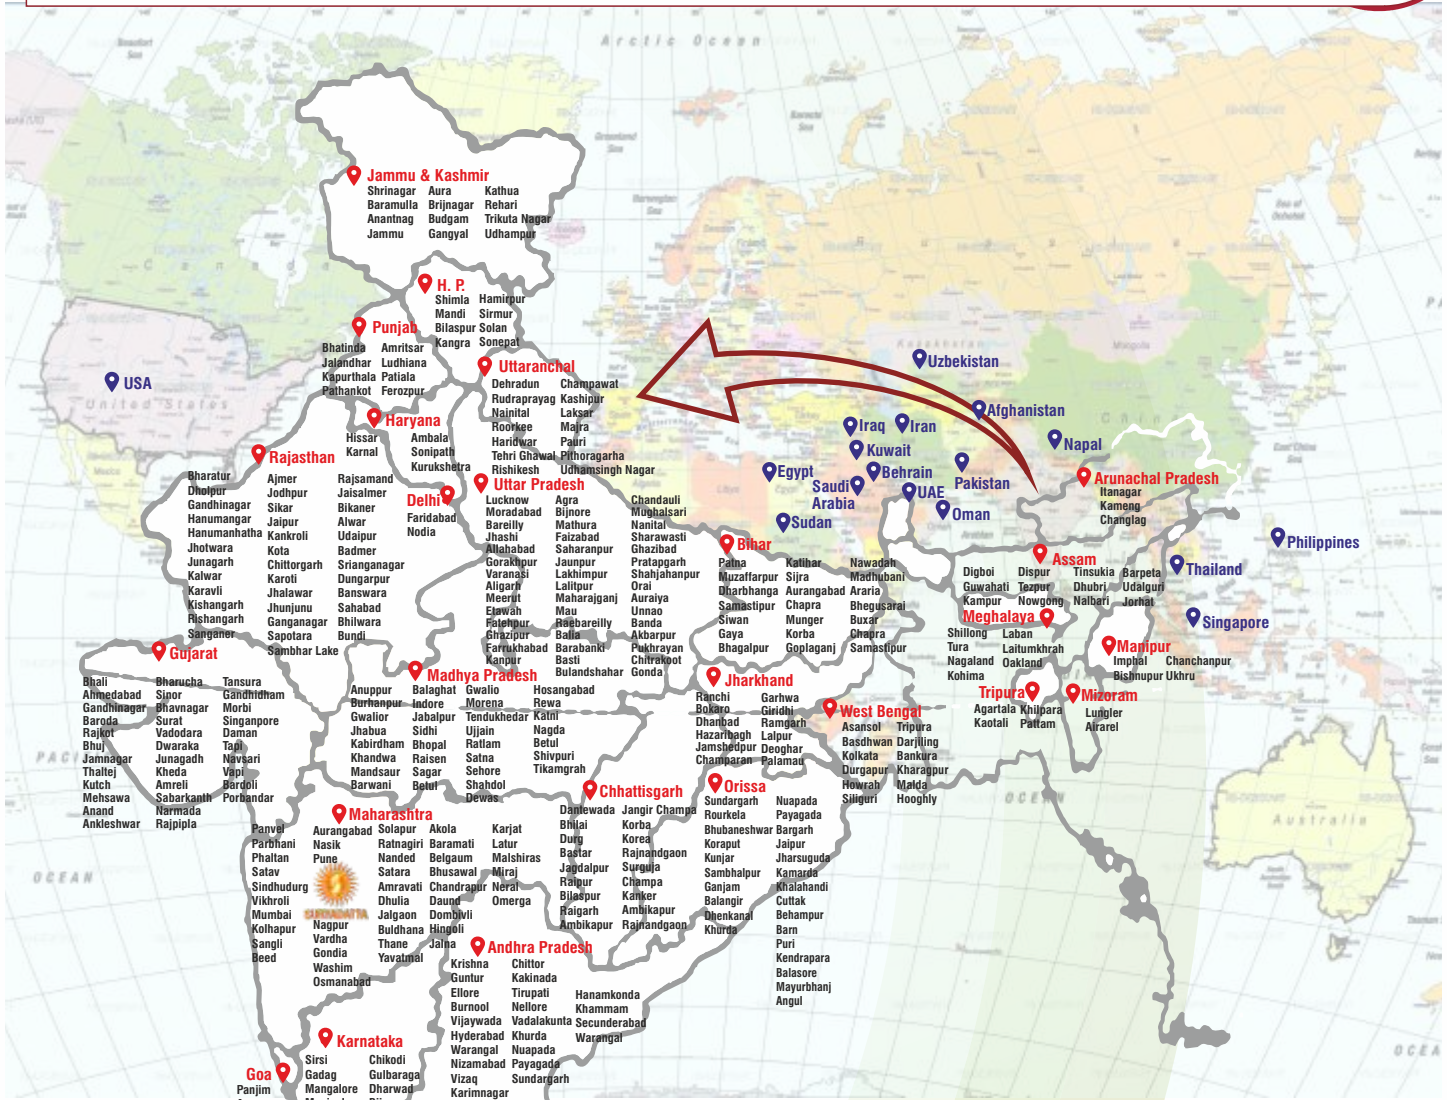 Arctic Ocean
Jammu & Kashmir
Shrinagar Aura Kathua
Baramulla Brijnagar Rehari
Anantnag Budgam Trikuta Nagar
Jammu Gangyal Udhampur
H. P.
Shimla Hamirpur
Mandi Sirmur
Bilaspur Solan
Kangra Sonepat
Punjab
Bhatinda Amritsar
Jalandhar Ludhiana
Kapurthala Patiala
Pathankot Ferozpur
Uttaranchal
Dehradun Champawat
Rudraprayag Kashipur
Nainital Laksar
Roorkee Majra
Haridwar Pauri
Tehri Ghawal Pithoragarha
Rishikesh Udhamsingh Nagar
USA
United States
Canada
Haryana
Hissar Ambala
Karnal Sonipath
Kurukshetra
Delhi
Faridabad
Nodia
Rajasthan
Bharatur Ajmer Rajsamand
Dholpur Jodhpur Jaisalmer
Gandhinagar Sikar Bikaner
Hanumangar Jaipur Alwar
Hanumanhatha Kankroli Udaipur
Jhotwara Kota Badmer
Junagarh Chittorgarh Srianganagar
Kalwar Karoti Dungarpur
Karavli Jhalawar Banswara
Kishangarh Jhunjunu Sahabad
Rishangarh Ganganagar Bhilwara
Sanganer Sapotara Bundi
Sambhar Lake
Uttar Pradesh
Lucknow Agra Chandauli
Moradabad Bijnore Mughalsari
Bareilly Mathura Nanital
Jhashi Faizabad Sharawasti
Allahabad Saharanpur Ghazibad
Gorakhpur Jaunpur Pratapgarh
Varanasi Lakhimpur Shahjahanpur
Aligarh Lalitpur Orai
Meerut Maharajganj Auraiya
Etawah Mau Unnao
Fatehpur Raebareilly Banda
Ghazipur Balia Akbarpur
Farrukhabad Barabanki Pukhrayan
Kanpur Basti Chitrakoot
Bulandshahar Gonda
Uzbekistan
Afghanistan
Iraq
Iran
Napal
Kuwait
Egypt
Behrain
Pakistan
Saudi
Arabia
UAE
Oman
Sudan
Philippines
Thailand
Singapore
Arunachal Pradesh
Itanagar
Kameng
Changlag
Bihar
Patna Katihar Nawadah
Muzaffarpur Sijra Madhubani
Dharbhanga Aurangabad Araria
Samastipur Chapra Bhegusarai
Siwan Munger Buxar
Gaya Korba Chapra
Bhagalpur Goplaganj Samastipur
Assam
Digboi Dispur Tinsukia Barpeta
Guwahati Tezpur Dhubri Udalguri
Kampur Nowgong Nalbari Jorhat
Meghalaya
Shillong Laban
Tura Laitumkhrah
Nagaland Oakland
Kohima
Manipur
Imphal Chanchanpur
Bishnupur Ukhru
Tripura
Agartala Khilpara
Kaotali Pattam
Mizoram
Lungler
Airarel
Gujarat
Bhali Bharucha Tansura
Ahmedabad Sinor Gandhidham
Gandhinagar Bhavnagar Morbi
Baroda Surat Singanpore
Rajkot Vadodara Daman
Bhuj Dwaraka Tapi
Jamnagar Junagadh Navsari
Thaltej Kheda Vapi
Kutch Amreli Bardoli
Mehsawa Sabarkanth Porbandar
Anand Narmada
Ankleshwar Rajpipla
Madhya Pradesh
Anuppur Balaghat Gwalio Hosangabad
Burhanpur Indore Morena Rewa
Gwalior Jabalpur Tendukhedar Katni
Jhabua Sidhi Ujjain Nagda
Kabirdham Bhopal Ratlam Betul
Khandwa Raisen Satna Shivpuri
Mandsaur Sagar Sehore Tikamgrah
Barwani Betul Shahdol
Dewas
Jharkhand
Ranchi Garhwa
Bokaro Giridhi
Dhanbad Ramgarh
Hazaribagh Lalpur
Jamshedpur Deoghar
Champaran Palamau
West Bengal
Asansol Tripura
Basdhwan Darjiling
Kolkata Bankura
Durgapur Kharagpur
Howrah Malda
Siliguri Hooghly
Chhattisgarh
Dantewada Jangir Champa
Bhilai Korba
Durg Korea
Bastar Rajnandgaon
Jagdalpur Surguja
Raipur Champa
Bilaspur Kanker
Raigarh Ambikapur
Ambikapur Rajnandgaon
Orissa
Sundargarh Nuapada
Rourkela Payagada
Bhubaneshwar Bargarh
Koraput Jaipur
Kunjar Jharsuguda
Sambhalpur Kamarda
Ganjam Khalahandi
Balangir Cuttak
Dhenkanal Behampur
Khurda Barn
Puri
Kendrapara
Balasore
Mayurbhanj
Angul
Maharashtra
Panvel Aurangabad Solapur Akola Karjat
Parbhani Nasik Ratnagiri Baramati Latur
Phaltan Pune Nanded Belgaum Malshiras
Satav Satara Bhusawal Miraj
Sindhudurg Amravati Chandrapur Neral
Vikhroli Dhulia Daund Omerga
Mumbai SURYADATTA Jalgaon Dombivli
Kolhapur Nagpur Buldhana Hingoli
Sangli Vardha Thane Jalna
Beed Gondia Yavatmal
Washim
Osmanabad
Andhra Pradesh
Krishna Chittor
Guntur Kakinada
Ellore Tirupati Hanamkonda
Burnool Nellore Khammam
Vijaywada Vadalakunta Secunderabad
Hyderabad Khurda Warangal
Warangal Nuapada
Nizamabad Payagada
Vizaq Sundargarh
Karimnagar
Karnataka
Sirsi Chikodi
Gadag Gulbaraga
Mangalore Dharwad
Goa
Panjim
OCEAN
OCEAN
Australia